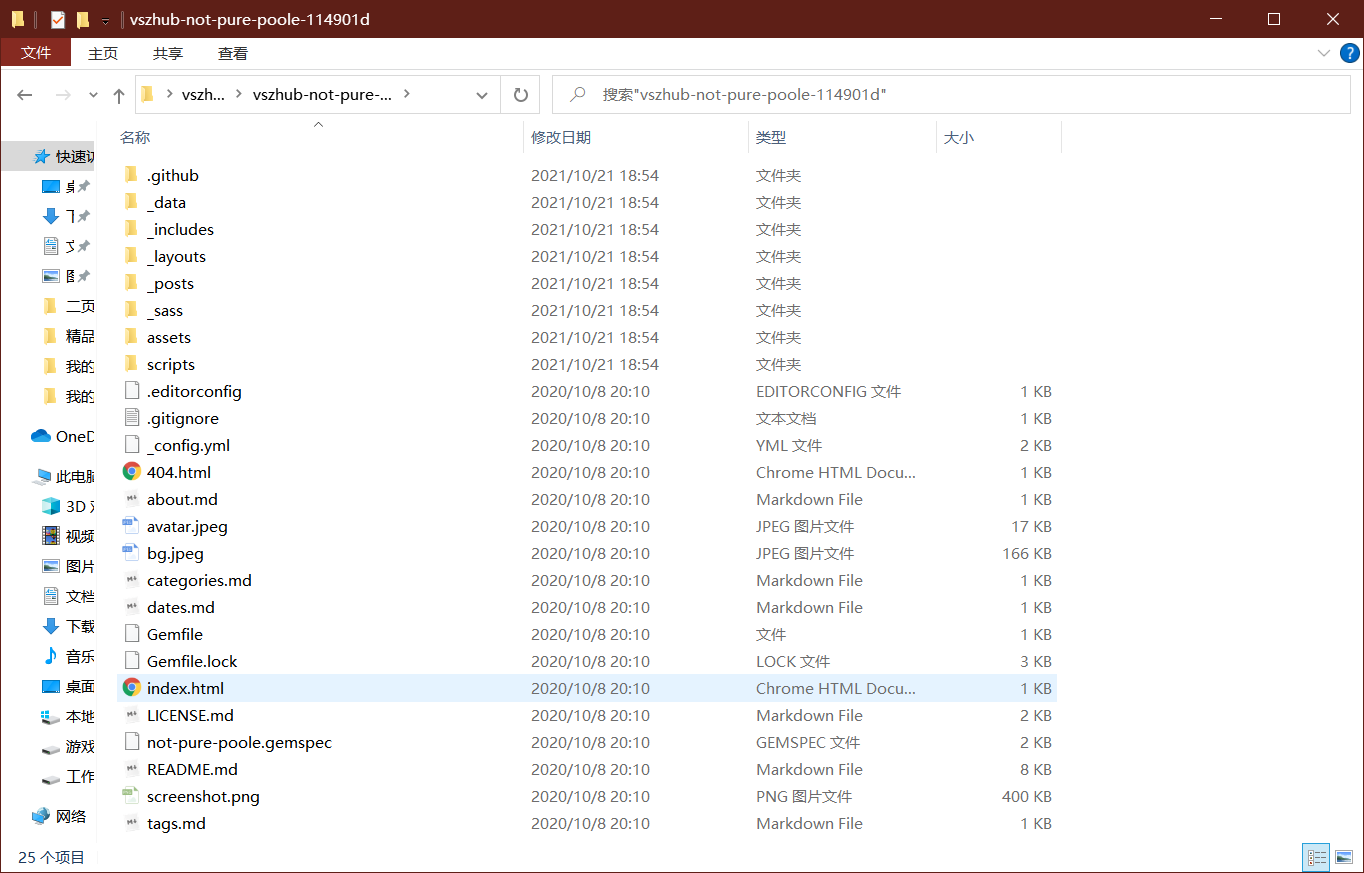 vszhub-not-pure-poole-114901d
文件 主页 共享 查看
vszh... vszhub-not-pure-... 搜索"vszhub-not-pure-poole-114901d"
名称 修改日期 类型 大小
快速访
.github 2021/10/21 18:54 文件夹
_data 2021/10/21 18:54 文件夹
_includes 2021/10/21 18:54 文件夹
_layouts 2021/10/21 18:54 文件夹
_posts 2021/10/21 18:54 文件夹
_sass 2021/10/21 18:54 文件夹
assets 2021/10/21 18:54 文件夹
scripts 2021/10/21 18:54 文件夹
.editorconfig 2020/10/8 20:10 EDITORCONFIG 文件 1 KB
.gitignore 2020/10/8 20:10 文本文档 1 KB
_config.yml 2020/10/8 20:10 YML 文件 2 KB
404.html 2020/10/8 20:10 Chrome HTML Docu... 1 KB
about.md 2020/10/8 20:10 Markdown File 1 KB
avatar.jpeg 2020/10/8 20:10 JPEG 图片文件 17 KB
bg.jpeg 2020/10/8 20:10 JPEG 图片文件 166 KB
categories.md 2020/10/8 20:10 Markdown File 1 KB
dates.md 2020/10/8 20:10 Markdown File 1 KB
Gemfile 2020/10/8 20:10 文件 1 KB
Gemfile.lock 2020/10/8 20:10 LOCK 文件 3 KB
index.html 2020/10/8 20:10 Chrome HTML Docu... 1 KB
LICENSE.md 2020/10/8 20:10 Markdown File 2 KB
not-pure-poole.gemspec 2020/10/8 20:10 GEMSPEC 文件 2 KB
README.md 2020/10/8 20:10 Markdown File 8 KB
screenshot.png 2020/10/8 20:10 PNG 图片文件 400 KB
tags.md 2020/10/8 20:10 Markdown File 1 KB
二页
精品
我的
我的
OneD
此电脑
3D
视频
图片
文档
下载
音乐
桌面
本地
游戏
工作
网络
25 个项目